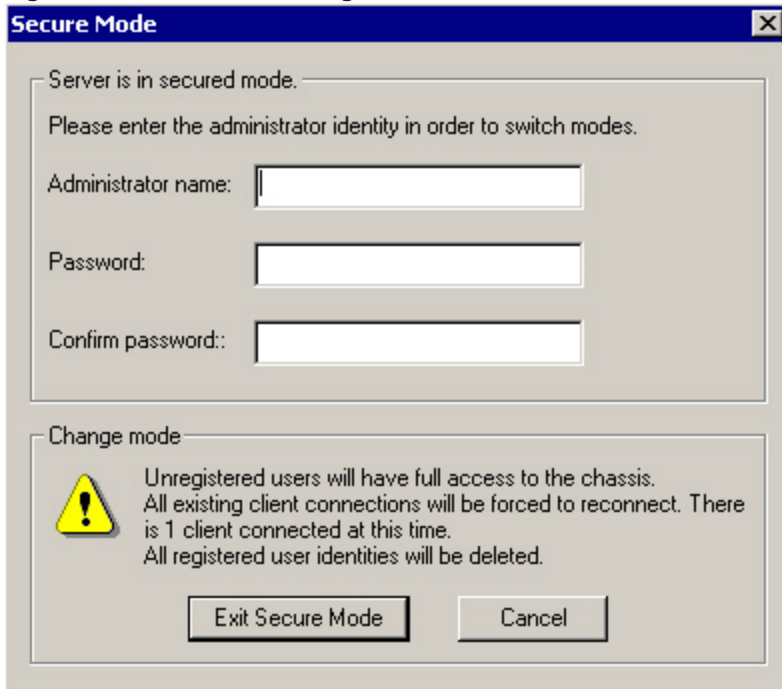 Secure Mode
Server is in secured mode.
Please enter the administrator identity in order to switch modes.
Administrator name:
Password:
Confirm password::
Change mode
Unregistered users will have full access to the chassis.
All existing client connections will be forced to reconnect. There
is 1 client connected at this time.
All registered user identities will be deleted.
Exit Secure Mode
Cancel